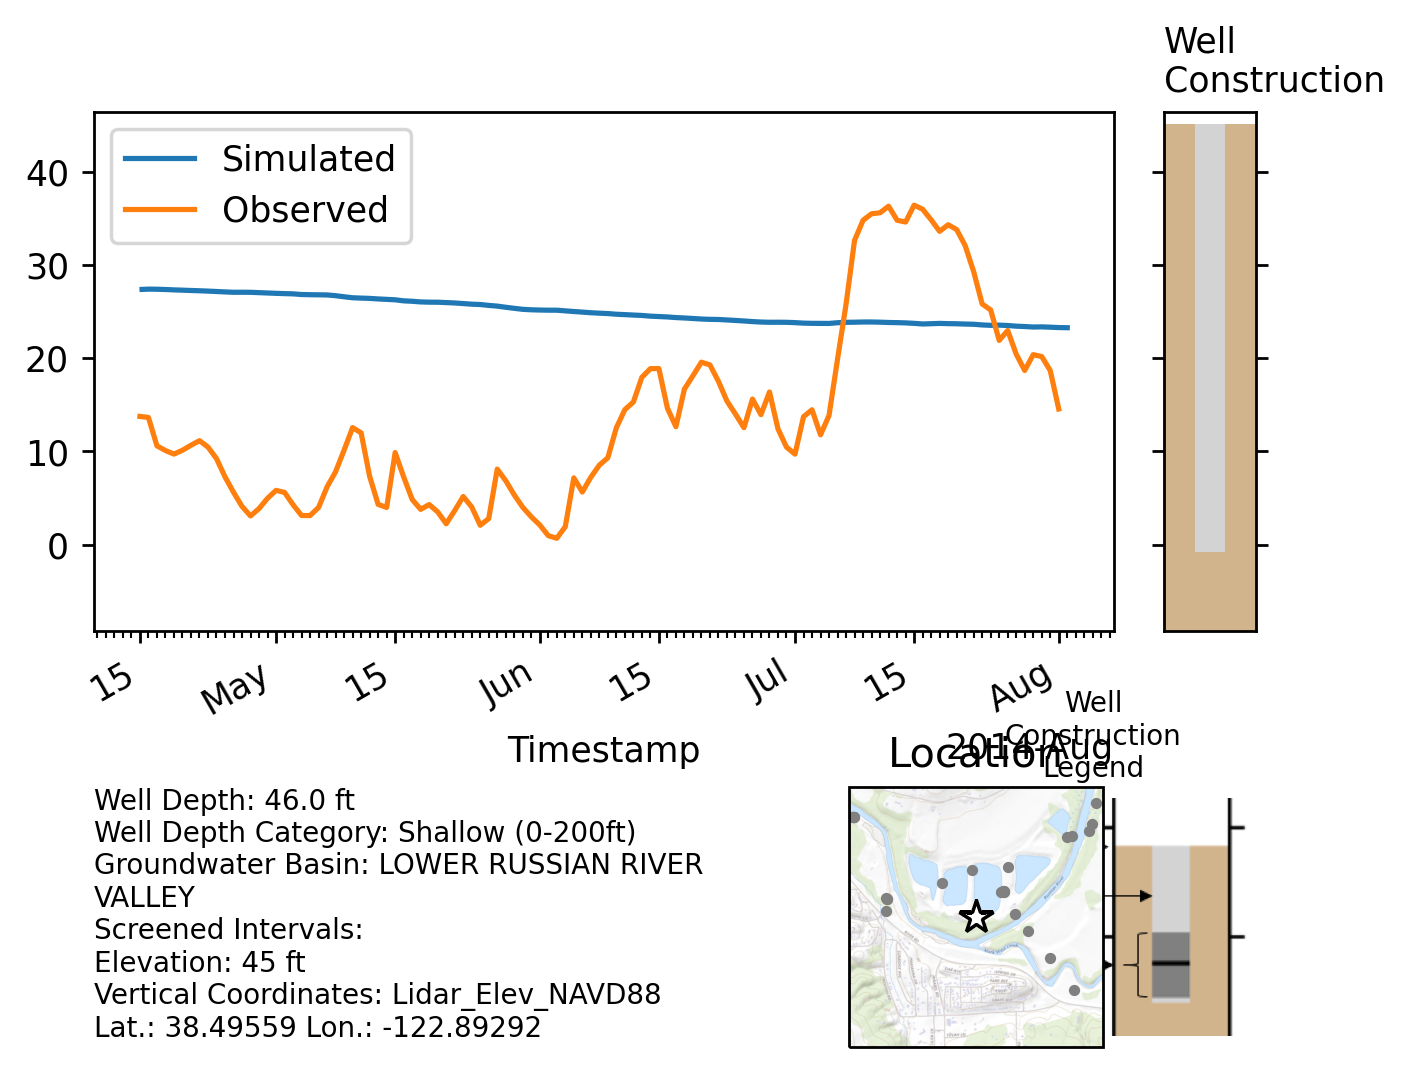 Well
Construction
Simulated
Observed
40
30
20
10
0
15
May
15
Jun
15
Jul
15
Aug
Timestamp
2014-Aug
Well
Construction
Legend
Location
Well Depth: 46.0 ft
Well Depth Category: Shallow (0-200ft)
Groundwater Basin: LOWER RUSSIAN RIVER
VALLEY
Screened Intervals:
Elevation: 45 ft
Vertical Coordinates: Lidar_Elev_NAVD88
Lat.: 38.49559 Lon.: -122.89292